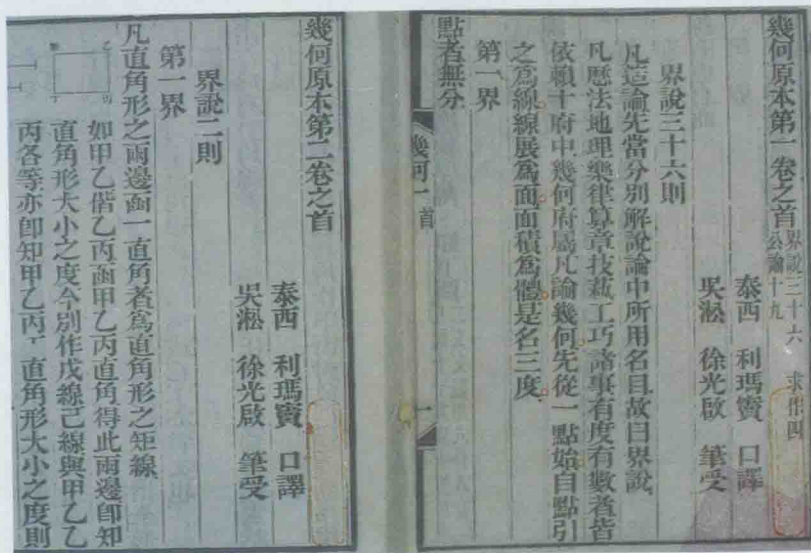 幾何原本第一卷之首 界說三十六 求作四
公論十九
泰西 利瑪竇 口譯
吳淞 徐光啟 筆受
界說三十六則
凡造論先當分別解說論中所用名目故曰界說
凡歷法地理樂律算章技藝工巧諸事有度有數者皆
依賴十府中幾何府屬凡論幾何先從一點始自點引
之為線線展為面面積為體是名三度
第一界
點者無分
幾何一 首
一
幾何原本第二卷之首
泰西 利瑪竇 口譯
吳淞 徐光啟 筆受
界說二則
第一界
凡直角形之兩邊函一直角者為直角形之矩線
如甲乙偕乙丙函甲乙丙直角得此兩邊卽知
直角形大小之度今別作戊線己線與甲乙乙
丙各等亦卽知甲乙丙丁直角形大小之度則
乙
丙
丁